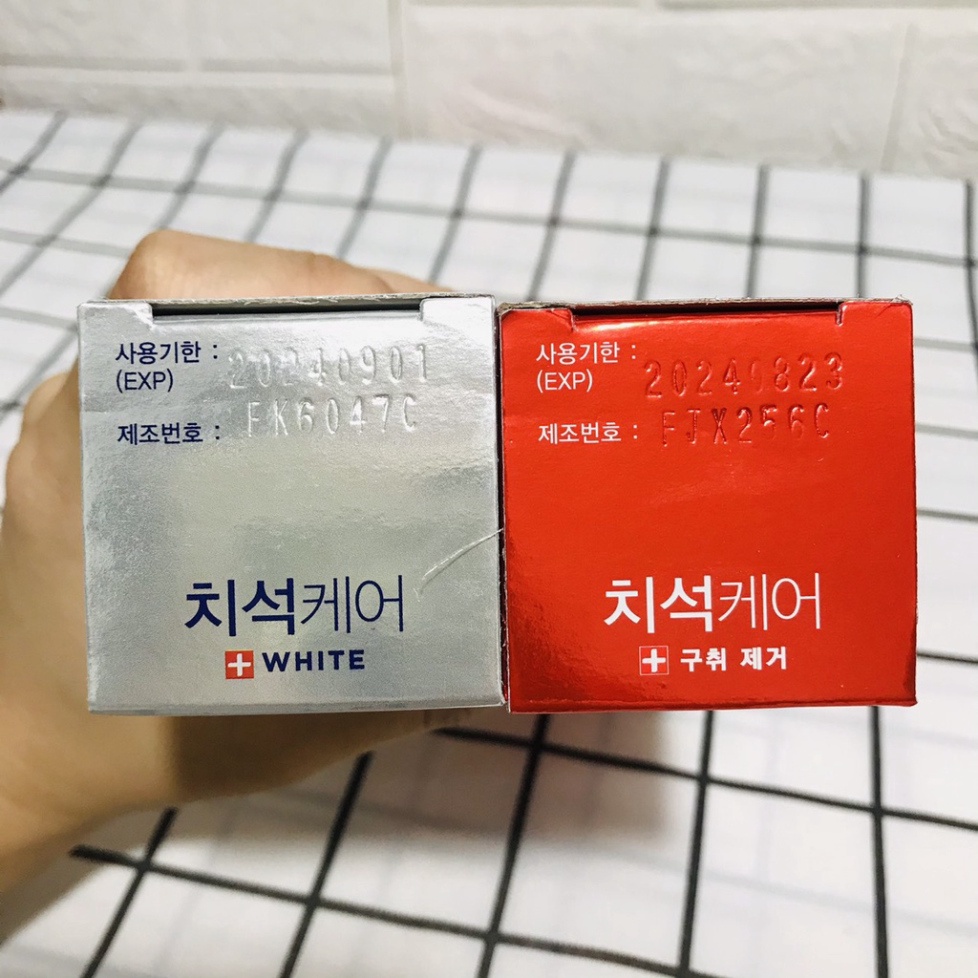 사용기한 : 20240901
(EXP)
제조번호 : FK6047C
치석케어
WHITE
사용기한 : 20240823
(EXP)
제조번호 : FJX256C
치석케어
구취 제거